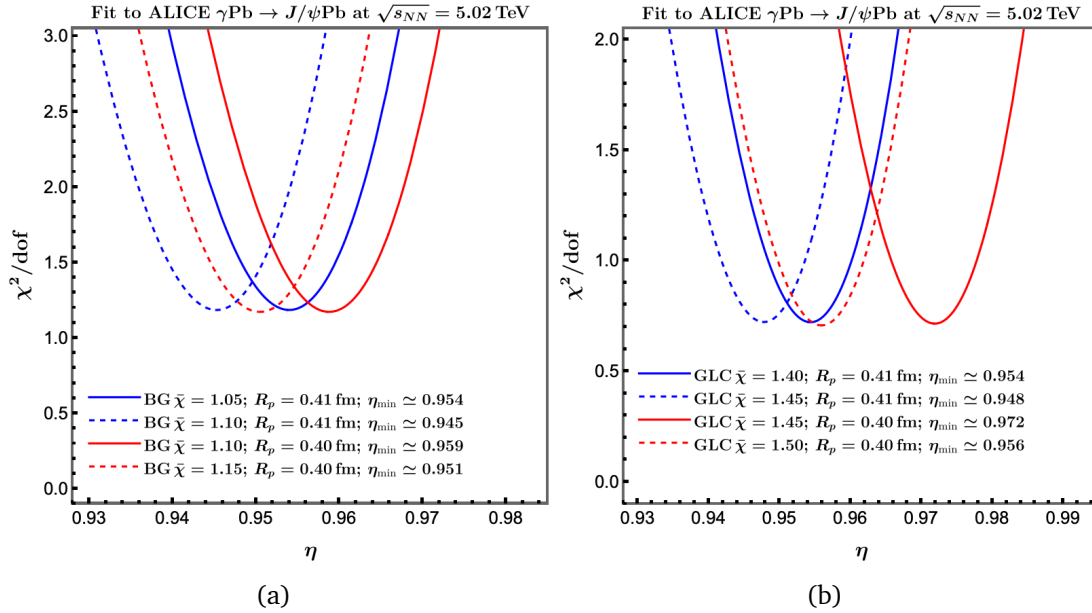 Fit to ALICE γPb → J/ψPb at √s_NN = 5.02 TeV
χ²/dof
3.0
2.5
2.0
1.5
1.0
0.5
0.0
BG χ̄ = 1.05; R_p = 0.41 fm; η_min ≃ 0.954
BG χ̄ = 1.10; R_p = 0.41 fm; η_min ≃ 0.945
BG χ̄ = 1.10; R_p = 0.40 fm; η_min ≃ 0.959
BG χ̄ = 1.15; R_p = 0.40 fm; η_min ≃ 0.951
0.93 0.94 0.95 0.96 0.97 0.98
η
(a)
Fit to ALICE γPb → J/ψPb at √s_NN = 5.02 TeV
χ²/dof
2.0
1.5
1.0
0.5
0.0
GLC χ̄ = 1.40; R_p = 0.41 fm; η_min ≃ 0.954
GLC χ̄ = 1.45; R_p = 0.41 fm; η_min ≃ 0.948
GLC χ̄ = 1.45; R_p = 0.40 fm; η_min ≃ 0.972
GLC χ̄ = 1.50; R_p = 0.40 fm; η_min ≃ 0.956
0.93 0.94 0.95 0.96 0.97 0.98 0.99
η
(b)